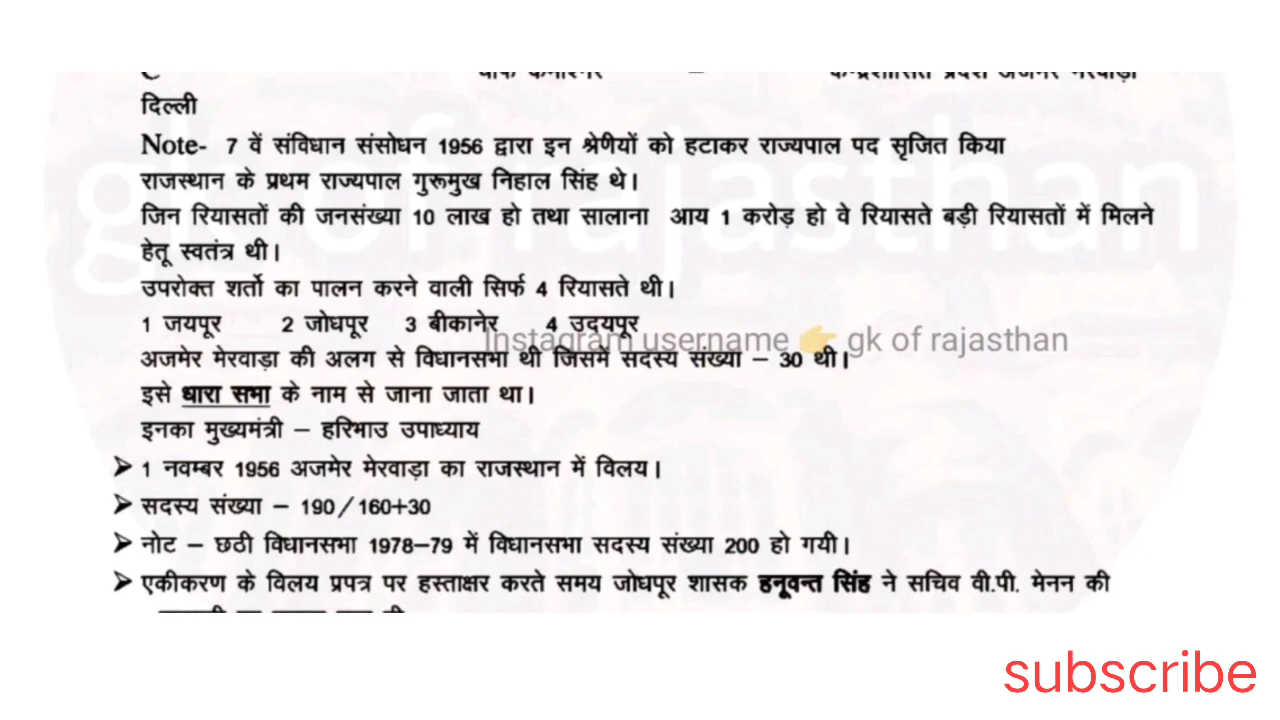 दिल्ली
Note- 7 वें संविधान संसोधन 1956 द्वारा इन श्रेणीयों को हटाकर राज्यपाल पद सृजित किया
राजस्थान के प्रथम राज्यपाल गुरूमुख निहाल सिंह थे।
जिन रियासतों की जनसंख्या 10 लाख हो तथा सालाना आय 1 करोड़ हो वे रियासते बड़ी रियासतों में मिलने
हेतू स्वतंत्र थी।
उपरोक्त शर्तो का पालन करने वाली सिर्फ 4 रियासते थी।
1 जयपूर 2 जोधपूर 3 बीकानेर 4 उदयपूर
Instagram username 👉 gk of rajasthan
अजमेर मेरवाड़ा की अलग से विधानसभा थी जिसमें सदस्य संख्या – 30 थी।
इसे धारा सभा के नाम से जाना जाता था।
इनका मुख्यमंत्री – हरिभाउ उपाध्याय
➤ 1 नवम्बर 1956 अजमेर मेरवाड़ा का राजस्थान में विलय।
➤ सदस्य संख्या – 190/160+30
➤ नोट – छठी विधानसभा 1978–79 में विधानसभा सदस्य संख्या 200 हो गयी।
➤ एकीकरण के विलय प्रपत्र पर हस्ताक्षर करते समय जोधपूर शासक हनूवन्त सिंह ने सचिव वी.पी. मेनन की
gk of rajasthan
subscribe